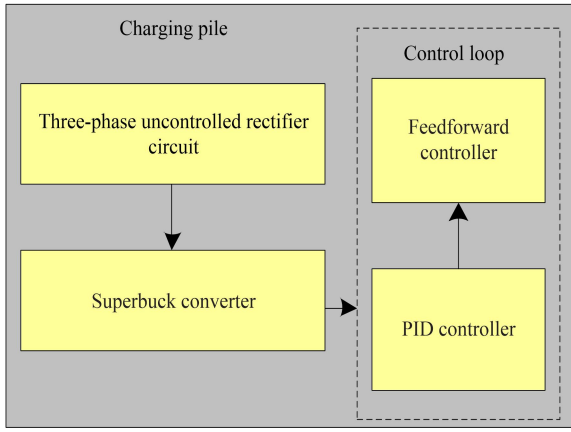 Charging pile
Control loop
Three-phase uncontrolled rectifier
circuit
Feedforward
controller
Superbuck converter
PID controller